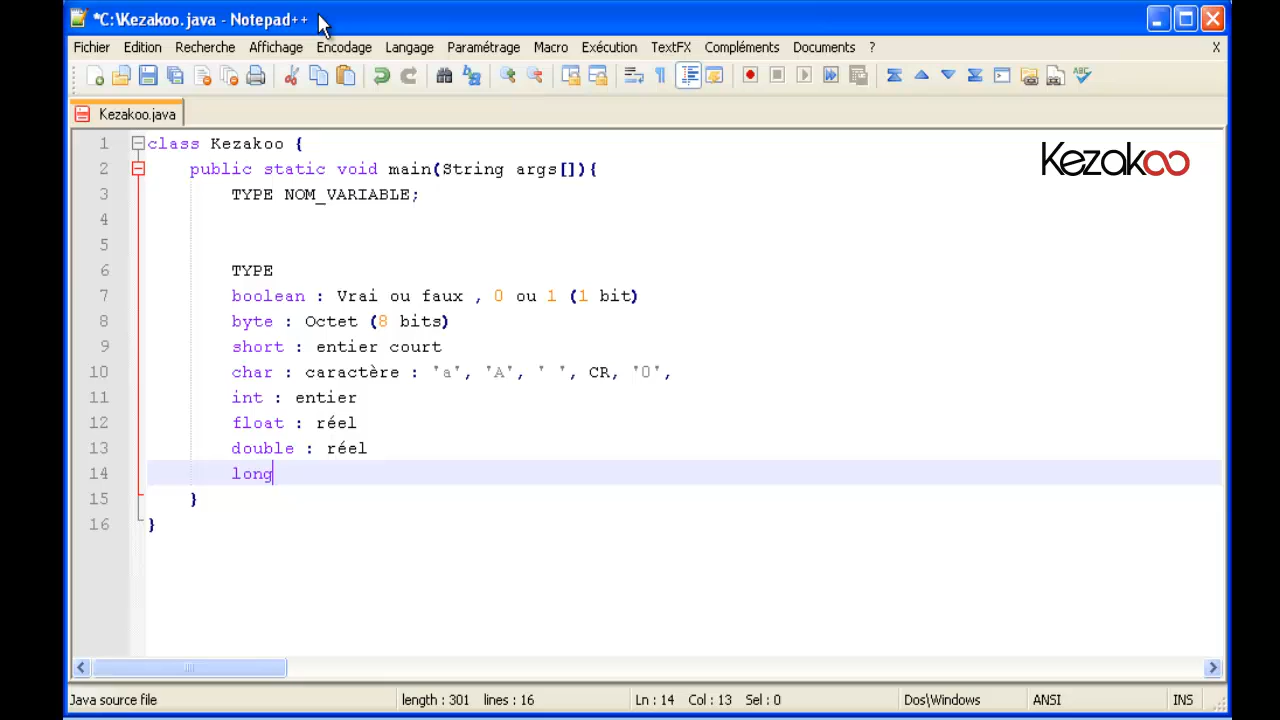 *C:\Kezakoo.java - Notepad++
Fichier Edition Recherche Affichage Encodage Langage Paramétrage Macro Exécution TextFX Compléments Documents ? X
Kezakoo.java
Kezakoo
1 class Kezakoo {
2 public static void main(String args[]){
3 TYPE NOM_VARIABLE;
4
5
6 TYPE
7 boolean : Vrai ou faux , 0 ou 1 (1 bit)
8 byte : Octet (8 bits)
9 short : entier court
10 char : caractère : 'a', 'A', ' ', CR, '0',
11 int : entier
12 float : réel
13 double : réel
14 long
15 }
16 }
Java source file length : 301 lines : 16 Ln : 14 Col : 13 Sel : 0 Dos\Windows ANSI INS